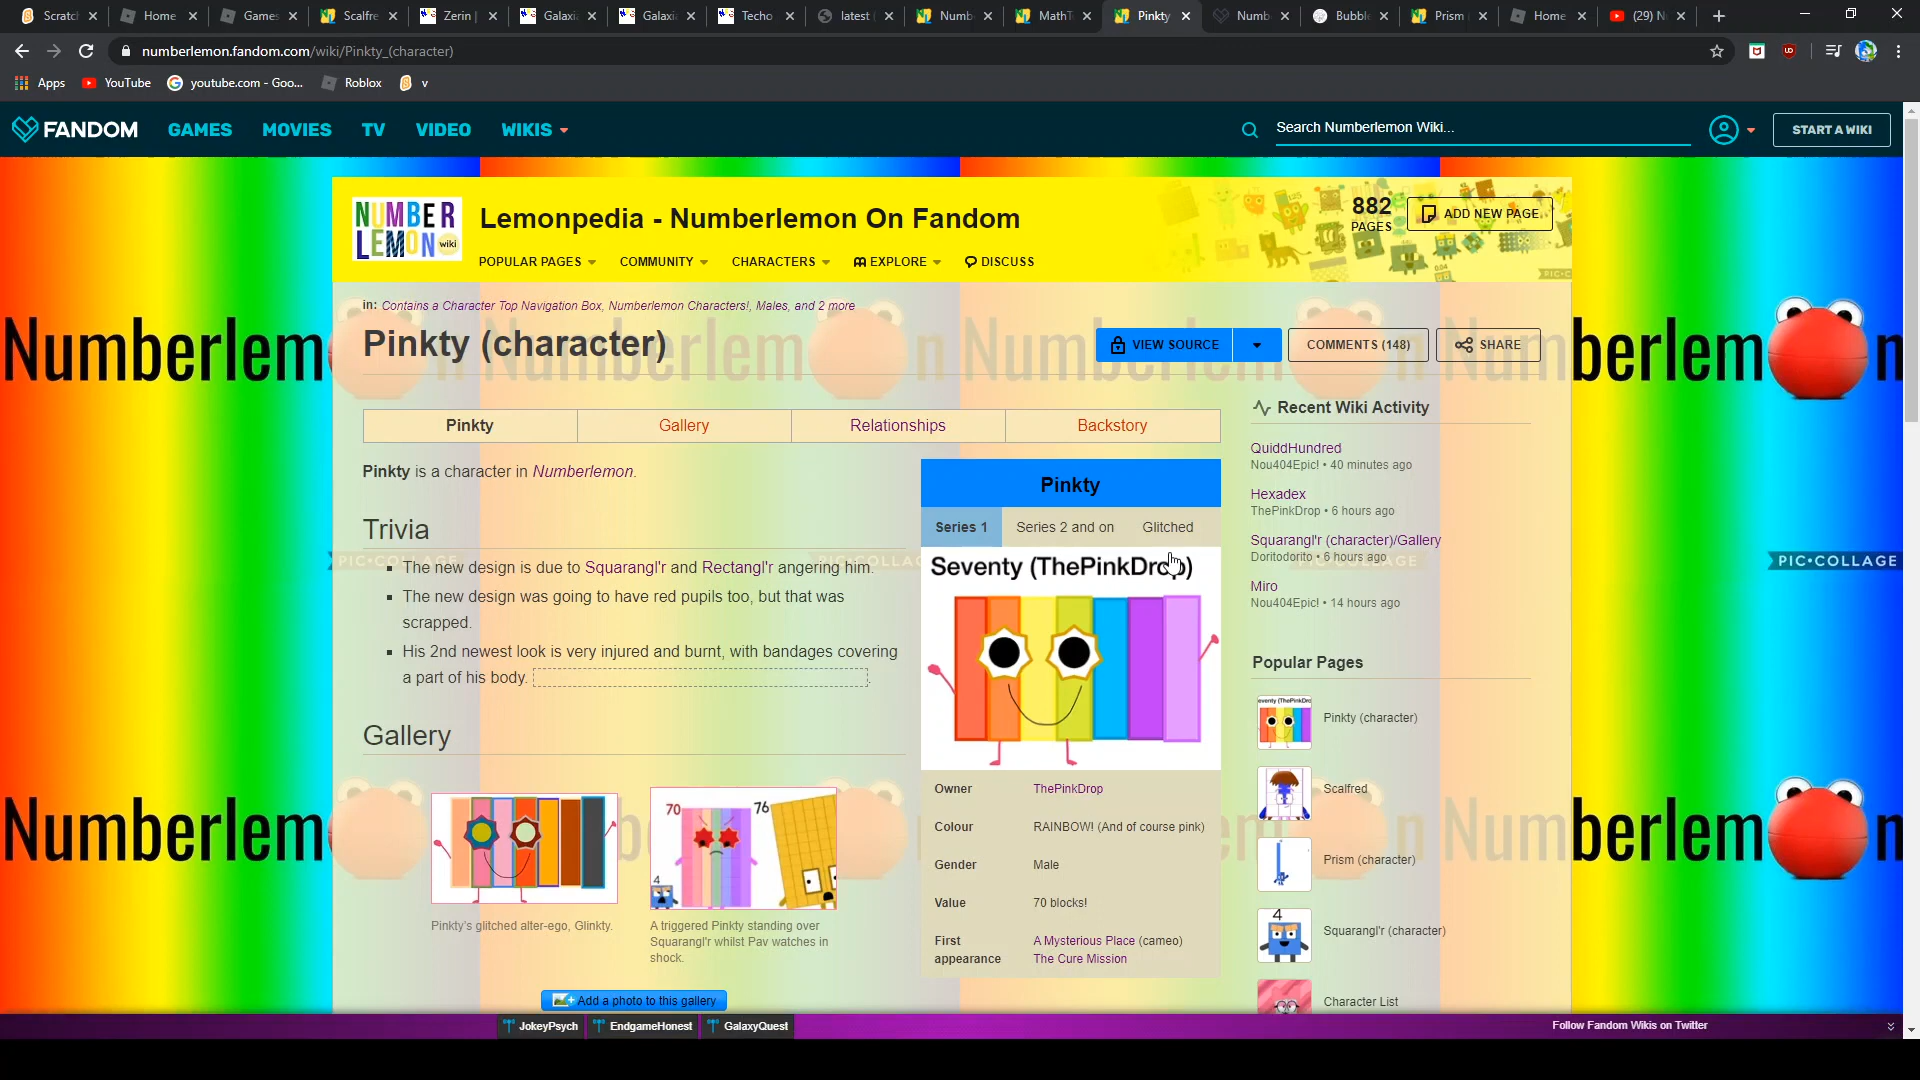 Scratc
Home
Games
Scalfre
Zerin |
Galaxi
Galaxi
Techo
latest
Numb
MathT
Pinkty
Numb
Bubbl
Prism
Home
(29) N
numberlemon.fandom.com/wiki/Pinkty_(character)
Apps YouTube youtube.com - Goo... Roblox v
FANDOM GAMES MOVIES TV VIDEO WIKIS Search Numberlemon Wiki... START A WIKI
NUMBER
LEMON wiki
Lemonpedia - Numberlemon On Fandom
882
PAGES
ADD NEW PAGE
POPULAR PAGES COMMUNITY CHARACTERS EXPLORE DISCUSS
in: Contains a Character Top Navigation Box, Numberlemon Characters!, Males, and 2 more
Pinkty (character)
VIEW SOURCE COMMENTS (148) SHARE
Pinkty Gallery Relationships Backstory
Pinkty is a character in Numberlemon.
Trivia
The new design is due to Squarangl'r and Rectangl'r angering him.
The new design was going to have red pupils too, but that was
scrapped.
His 2nd newest look is very injured and burnt, with bandages covering
a part of his body. .
Gallery
70 76
4
Pinkty's glitched alter-ego, Glinkty.
A triggered Pinkty standing over
Squarangl'r whilst Pav watches in
shock.
Add a photo to this gallery
Pinkty
Series 1 Series 2 and on Glitched
Seventy (ThePinkDrop)
Owner ThePinkDrop
Colour RAINBOW! (And of course pink)
Gender Male
Value 70 blocks!
First
appearance
A Mysterious Place (cameo)
The Cure Mission
Recent Wiki Activity
QuiddHundred
Nou404Epic! • 40 minutes ago
Hexadex
ThePinkDrop • 6 hours ago
Squarangl'r (character)/Gallery
Doritodorito • 6 hours ago
Miro
Nou404Epic! • 14 hours ago
Popular Pages
Pinkty (character)
Scalfred
Prism (character)
4
Squarangl'r (character)
Character List
Numberlem
Numberlem
n
Numberlem
PIC•COLLAGE
JokeyPsych EndgameHonest GalaxyQuest
Follow Fandom Wikis on Twitter